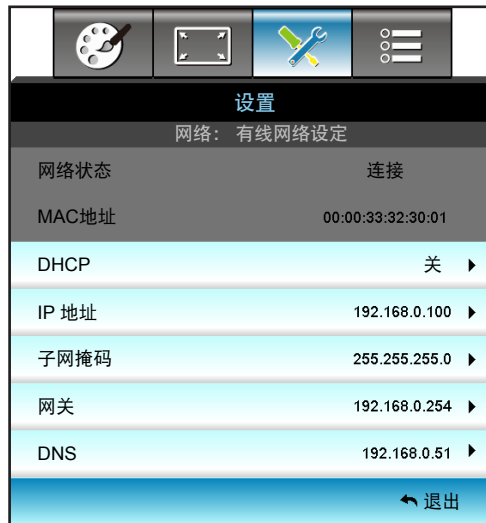 设置
网络： 有线网络设定
网络状态 连接
MAC地址 00:00:33:32:30:01
DHCP 关
IP 地址 192.168.0.100
子网掩码 255.255.255.0
网关 192.168.0.254
DNS 192.168.0.51
退出